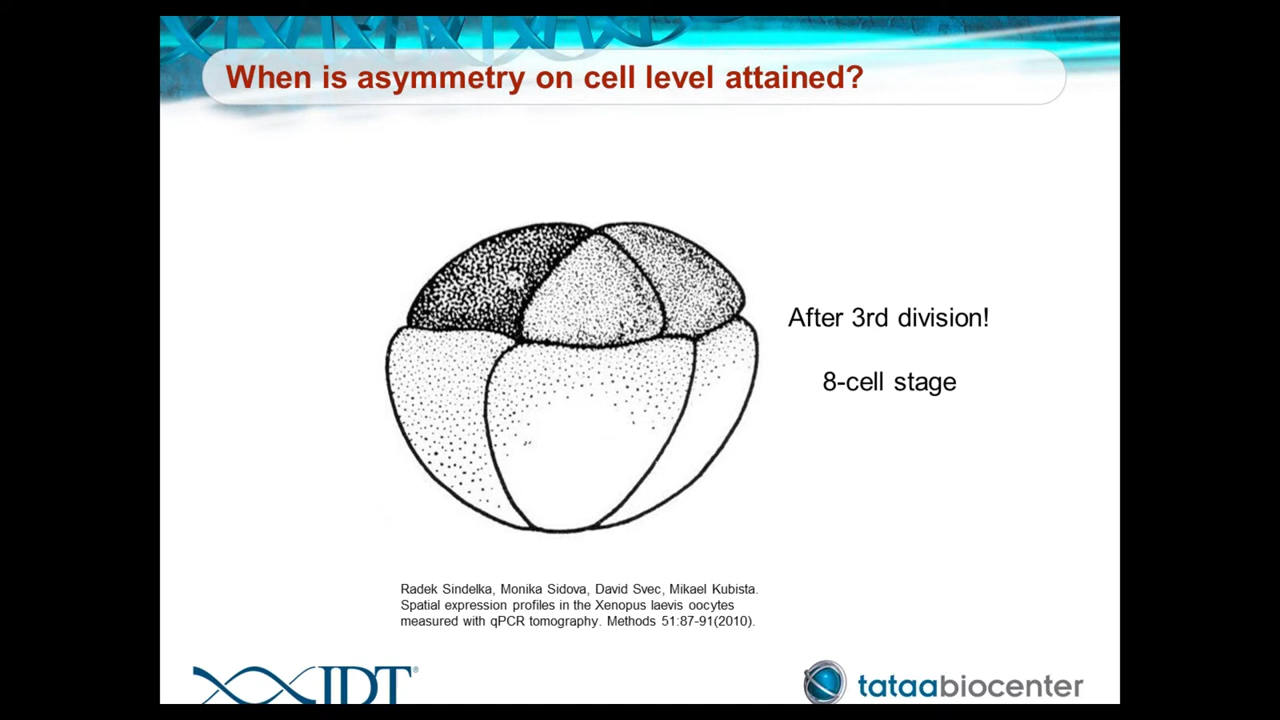 When is asymmetry on cell level attained?
After 3rd division!
8-cell stage
Radek Sindelka, Monika Sidova, David Svec, Mikael Kubista.
Spatial expression profiles in the Xenopus laevis oocytes
measured with qPCR tomography. Methods 51:87-91(2010).
IDT®
tataabiocenter